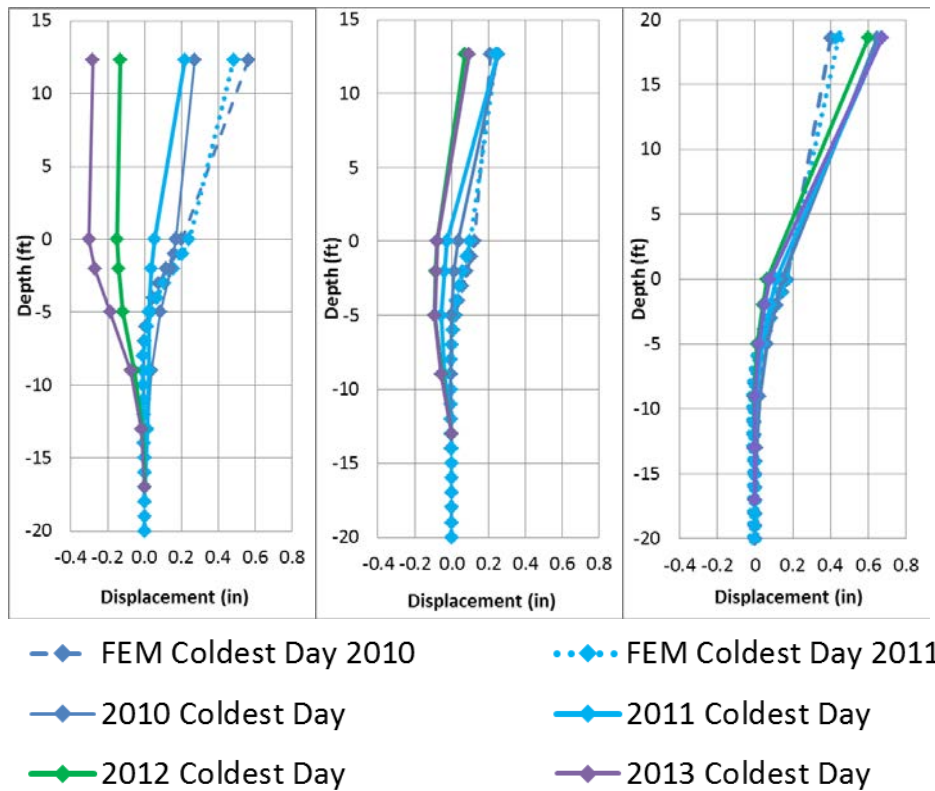 15
10
5
0
-5
-10
-15
-20
Depth (ft)
-0.4 -0.2 0.0 0.2 0.4 0.6 0.8
Displacement (in)
15
10
5
0
-5
-10
-15
-20
Depth (ft)
-0.4 -0.2 0.0 0.2 0.4 0.6 0.8
Displacement (in)
20
15
10
5
0
-5
-10
-15
-20
Depth (ft)
-0.4 -0.2 0 0.2 0.4 0.6 0.8
Displacement (in)
FEM Coldest Day 2010
FEM Coldest Day 2011
2010 Coldest Day
2011 Coldest Day
2012 Coldest Day
2013 Coldest Day